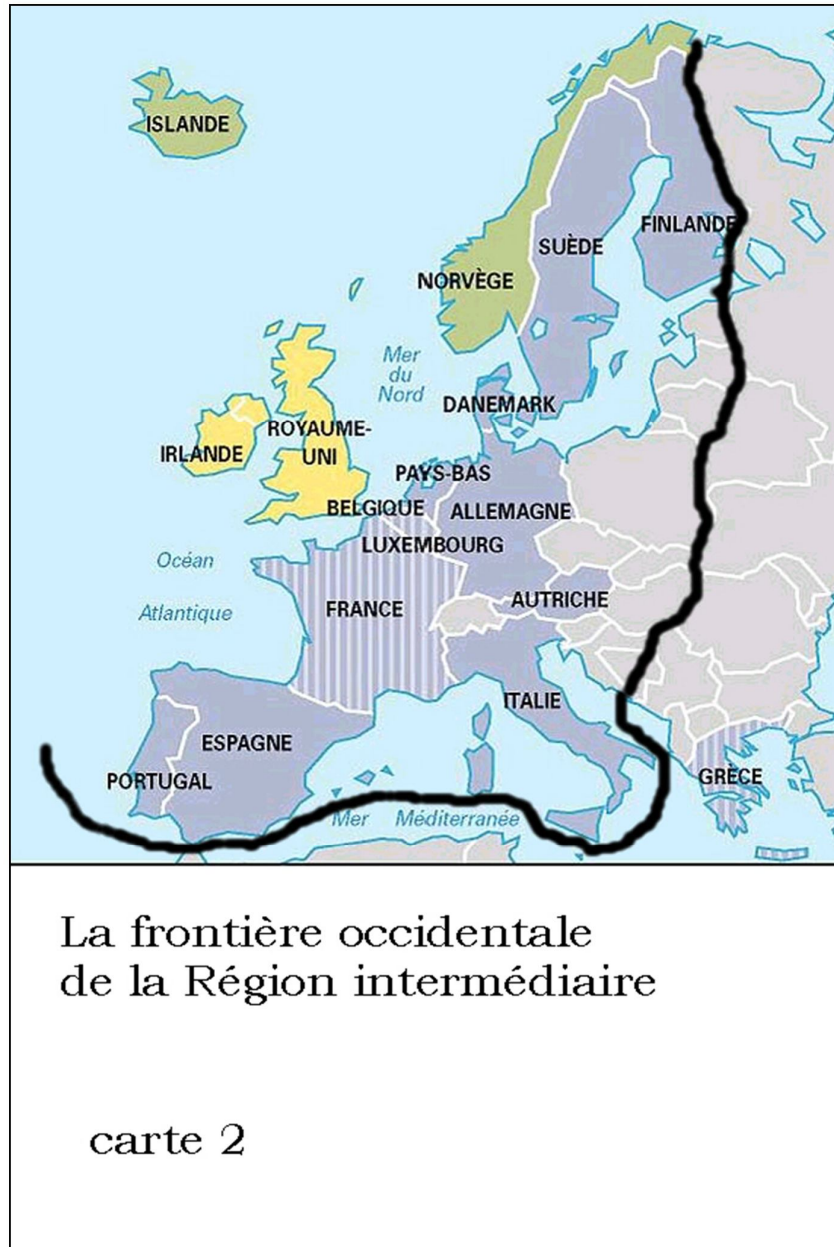 ISLANDE
FINLANDE
SUÈDE
NORVÈGE
Mer
du
Nord
DANEMARK
ROYAUME-
UNI
IRLANDE
PAYS-BAS
BELGIQUE
ALLEMAGNE
LUXEMBOURG
Océan
Atlantique
FRANCE
AUTRICHE
ITALIE
ESPAGNE
PORTUGAL
GRÈCE
Mer Méditerranée
La frontière occidentale
de la Région intermédiaire
carte 2